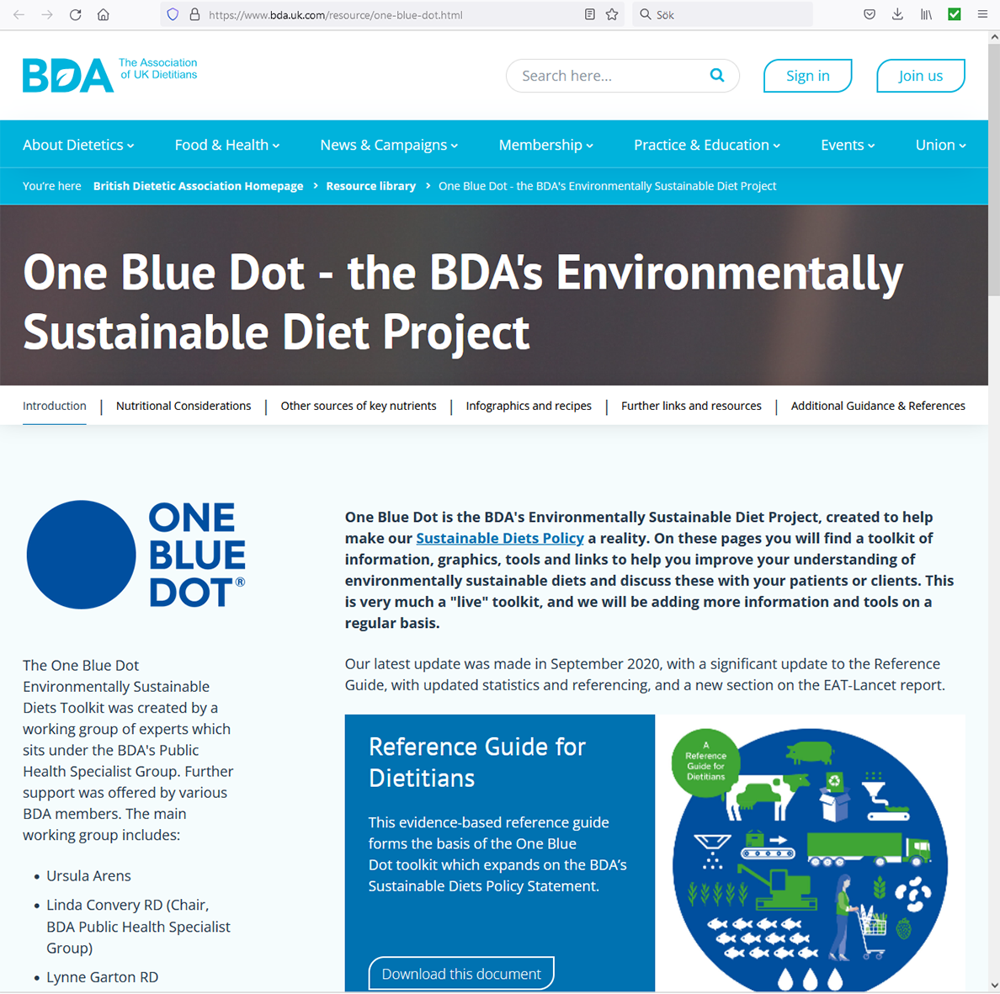 https://www.bda.uk.com/resource/one-blue-dot.html
Sök
BDA
The Association
of UK Dietitians
Search here...
Sign in
Join us
About Dietetics
Food & Health
News & Campaigns
Membership
Practice & Education
Events
Union
You're here British Dietetic Association Homepage > Resource library > One Blue Dot - the BDA's Environmentally Sustainable Diet Project
One Blue Dot - the BDA's Environmentally
Sustainable Diet Project
Introduction | Nutritional Considerations | Other sources of key nutrients | Infographics and recipes | Further links and resources | Additional Guidance & References
ONE
BLUE
DOT®
The One Blue Dot
Environmentally Sustainable
Diets Toolkit was created by a
working group of experts which
sits under the BDA's Public
Health Specialist Group. Further
support was offered by various
BDA members. The main
working group includes:
• Ursula Arens
• Linda Convery RD (Chair,
BDA Public Health Specialist
Group)
• Lynne Garton RD
One Blue Dot is the BDA's Environmentally Sustainable Diet Project, created to help
make our Sustainable Diets Policy a reality. On these pages you will find a toolkit of
information, graphics, tools and links to help you improve your understanding of
environmentally sustainable diets and discuss these with your patients or clients. This
is very much a "live" toolkit, and we will be adding more information and tools on a
regular basis.
Our latest update was made in September 2020, with a significant update to the Reference
Guide, with updated statistics and referencing, and a new section on the EAT-Lancet report.
Reference Guide for
Dietitians
This evidence-based reference guide
forms the basis of the One Blue
Dot toolkit which expands on the BDA's
Sustainable Diets Policy Statement.
Download this document
A
Reference
Guide for
Dietitians